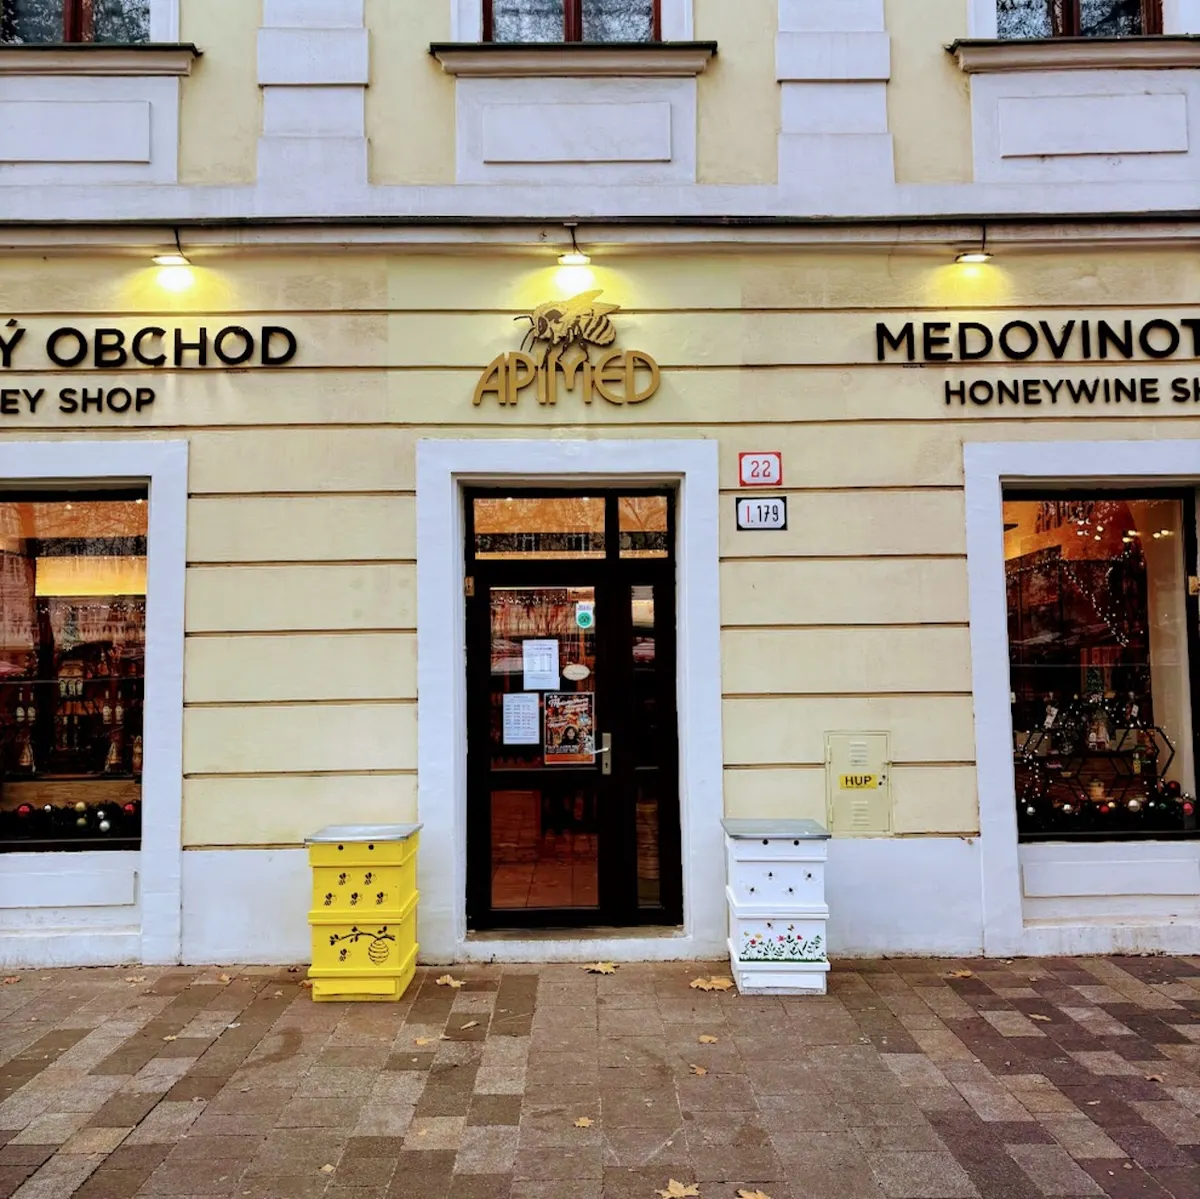 Ý OBCHOD
EY SHOP
APIMED
MEDOVINOT
HONEYWINE SH
22
I.179
HUP